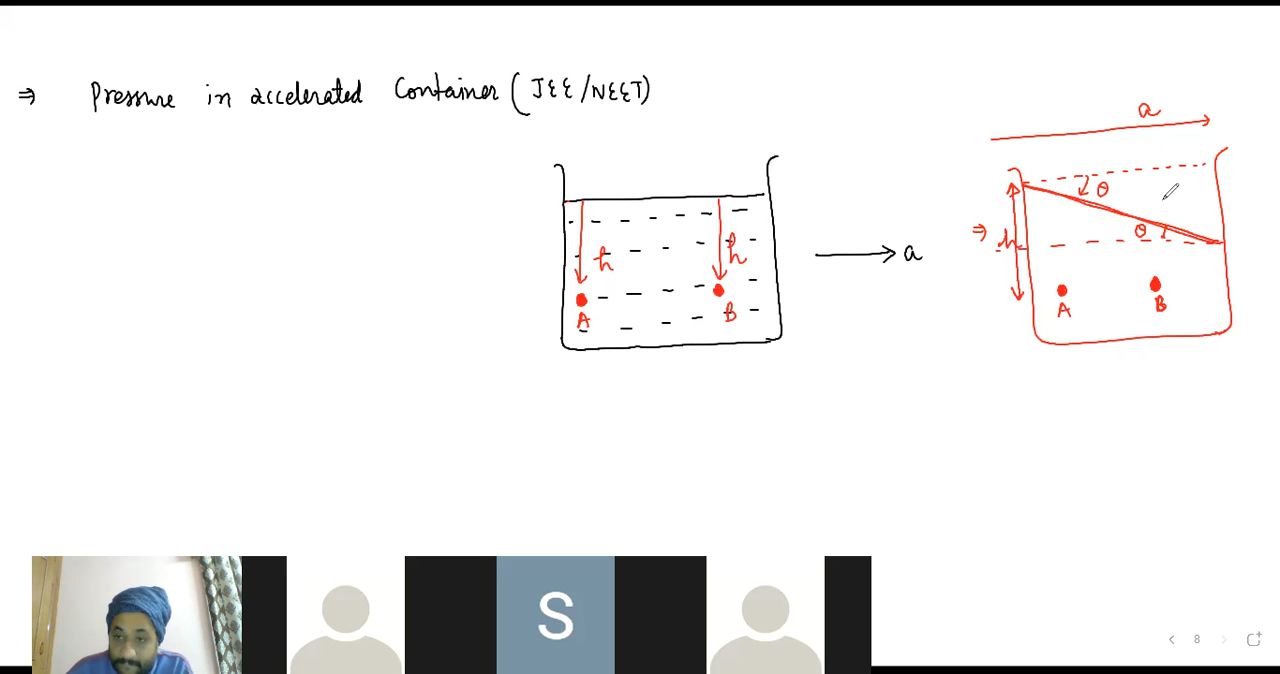 ⇒ Pressure in accelerated Container (JEE/NEET)
a
θ
h
h
⇒ h
θ
→ a
A
B
A
B
S
8